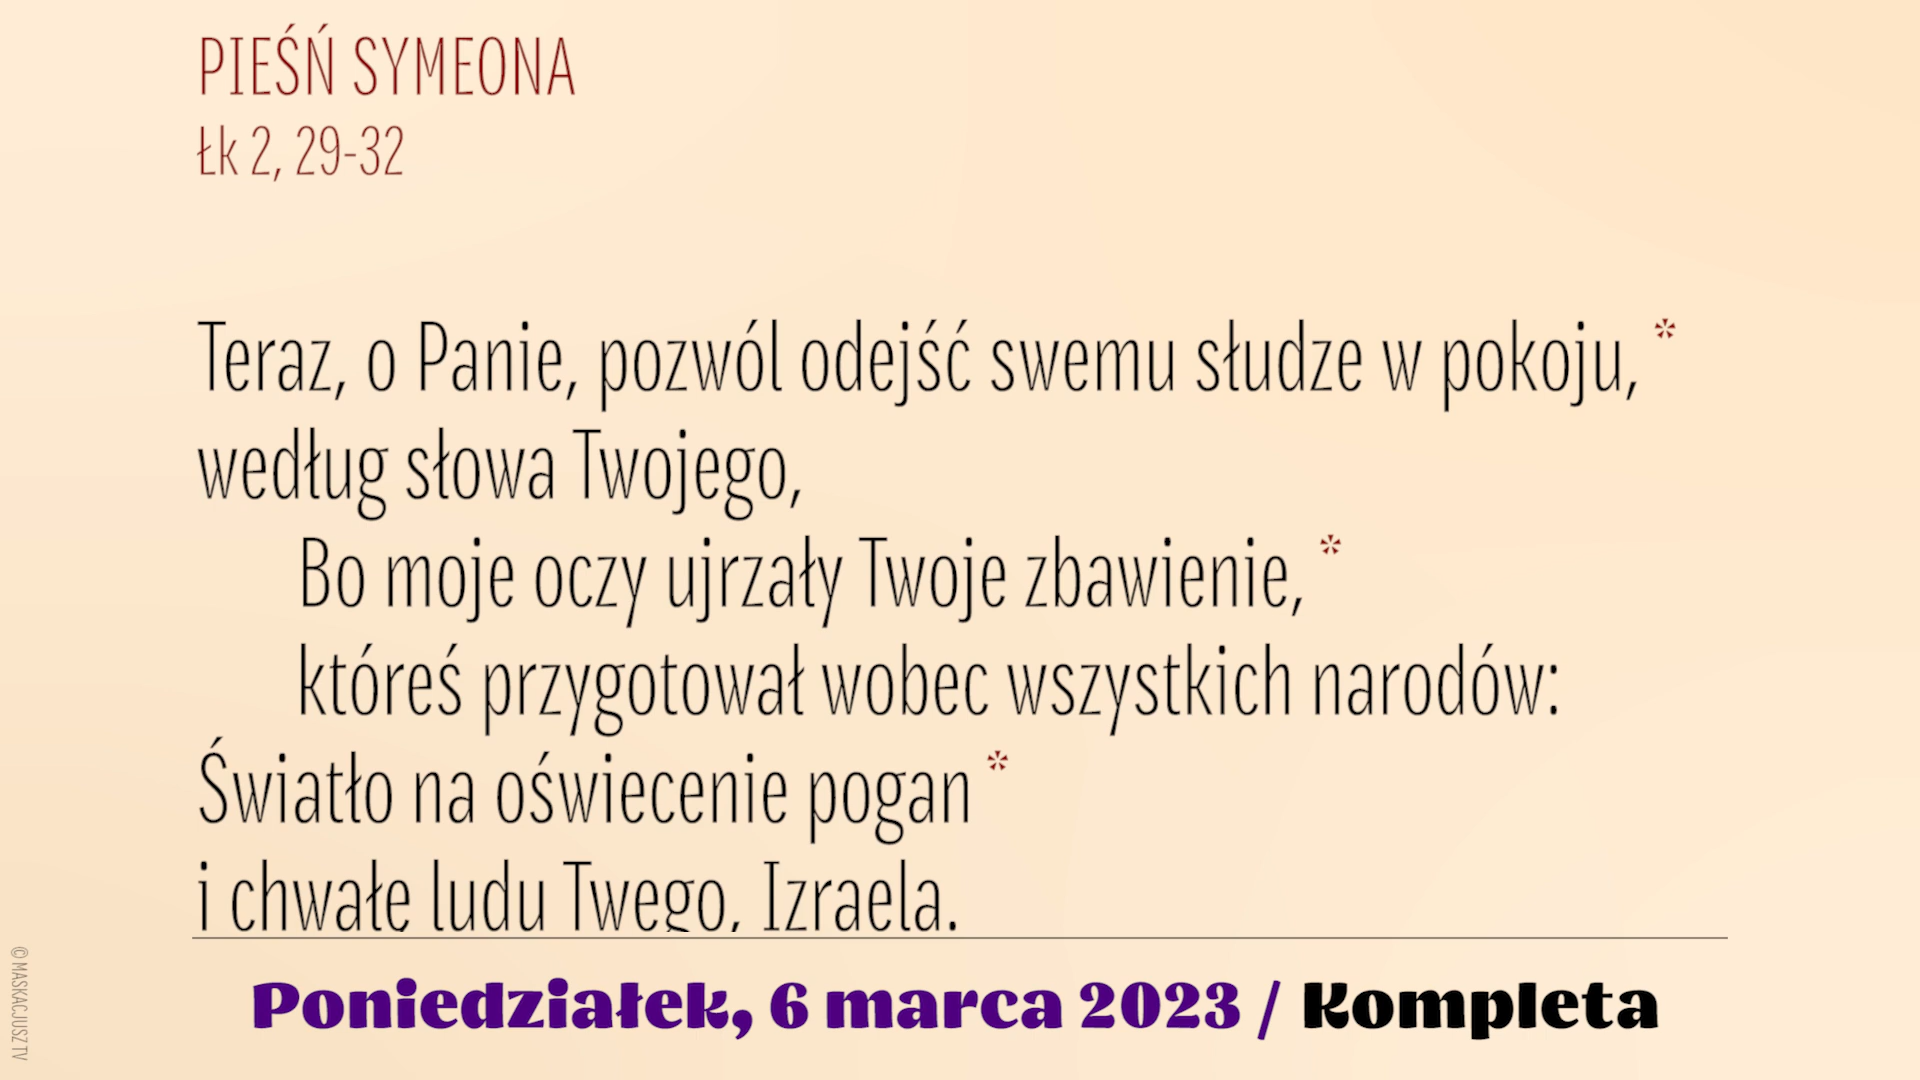 PIEŚŃ SYMEONA
Łk 2, 29-32
Teraz, o Panie, pozwól odejść swemu słudze w pokoju, *
według słowa Twojego,
Bo moje oczy ujrzały Twoje zbawienie, *
któreś przygotował wobec wszystkich narodów:
Światło na oświecenie pogan *
i chwałę ludu Twego, Izraela.
Poniedziałek, 6 marca 2023 / Kompleta
© MASKACJUSZ TV